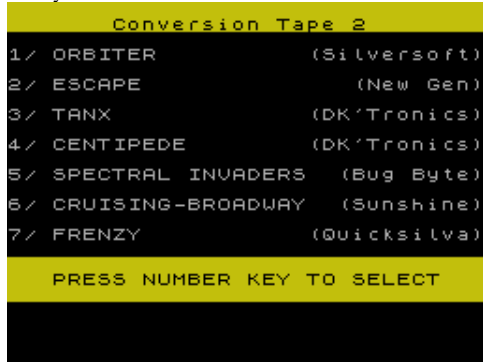 Conversion Tape 2
1/ ORBITER (Silversoft)
2/ ESCAPE (New Gen)
3/ TANX (DK'Tronics)
4/ CENTIPEDE (DK'Tronics)
5/ SPECTRAL INVADERS (Bug Byte)
6/ CRUISING-BROADWAY (Sunshine)
7/ FRENZY (Quicksilva)
PRESS NUMBER KEY TO SELECT